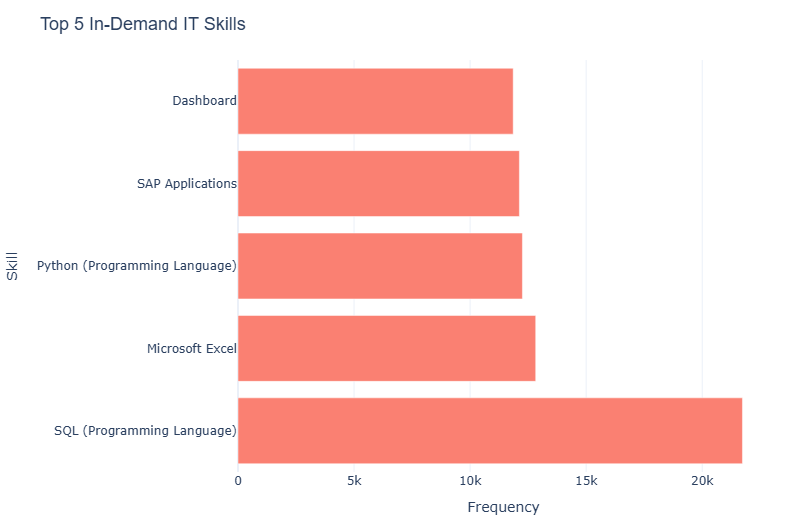 Top 5 In-Demand IT Skills
Dashboard
SAP Applications
Python (Programming Language)
Microsoft Excel
SQL (Programming Language)
Skill
0 5k 10k 15k 20k
Frequency